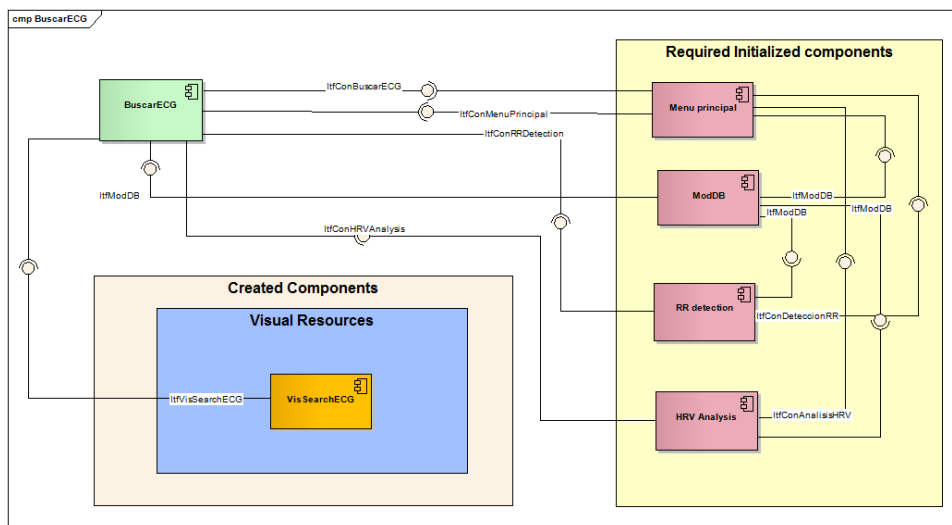 cmp BuscarECG
Required Initialized components
BuscarECG
ItfConBuscarECG
Menu principal
ItfConMenuPrincipal
ItfConRRDetection
ItfModDB
ModDB
ItfModDB
ItfModDB
ItfModDB
ItfConHRVAnalysis
Created Components
Visual Resources
RR detection
ItfConDeteccionRR
ItfVisSearchECG
VisSearchECG
HRV Analysis
ItfConAnalisisHRV